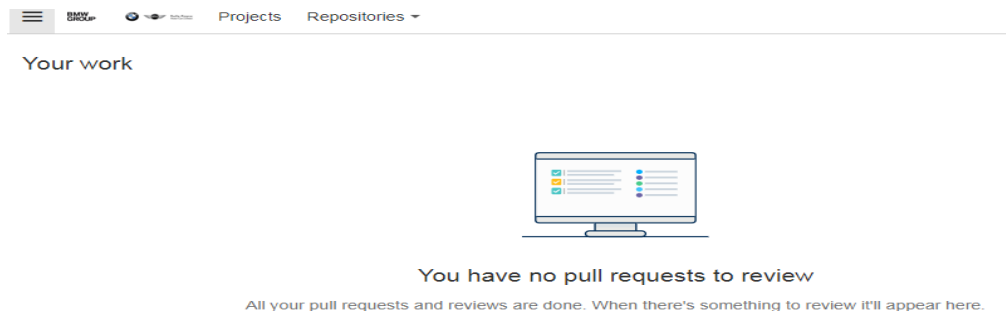 BMW
GROUP
Projects Repositories
Your work
You have no pull requests to review
All your pull requests and reviews are done. When there's something to review it'll appear here.